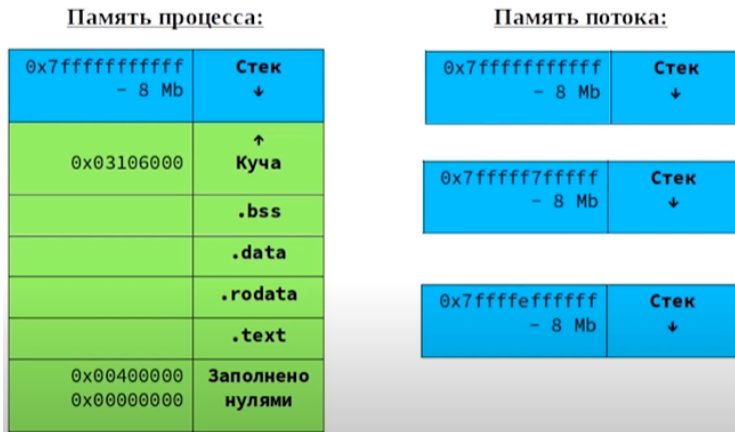 Память процесса:
0x7fffffffffff Стек
- 8 Mb ↓
↑
0x03106000 Куча
.bss
.data
.rodata
.text
0x00400000 Заполнено
0x00000000 нулями
Память потока:
0x7fffffffffff Стек
- 8 Mb ↓
0x7fffff7fffff Стек
- 8 Mb ↓
0x7ffffeffffff Стек
- 8 Mb ↓